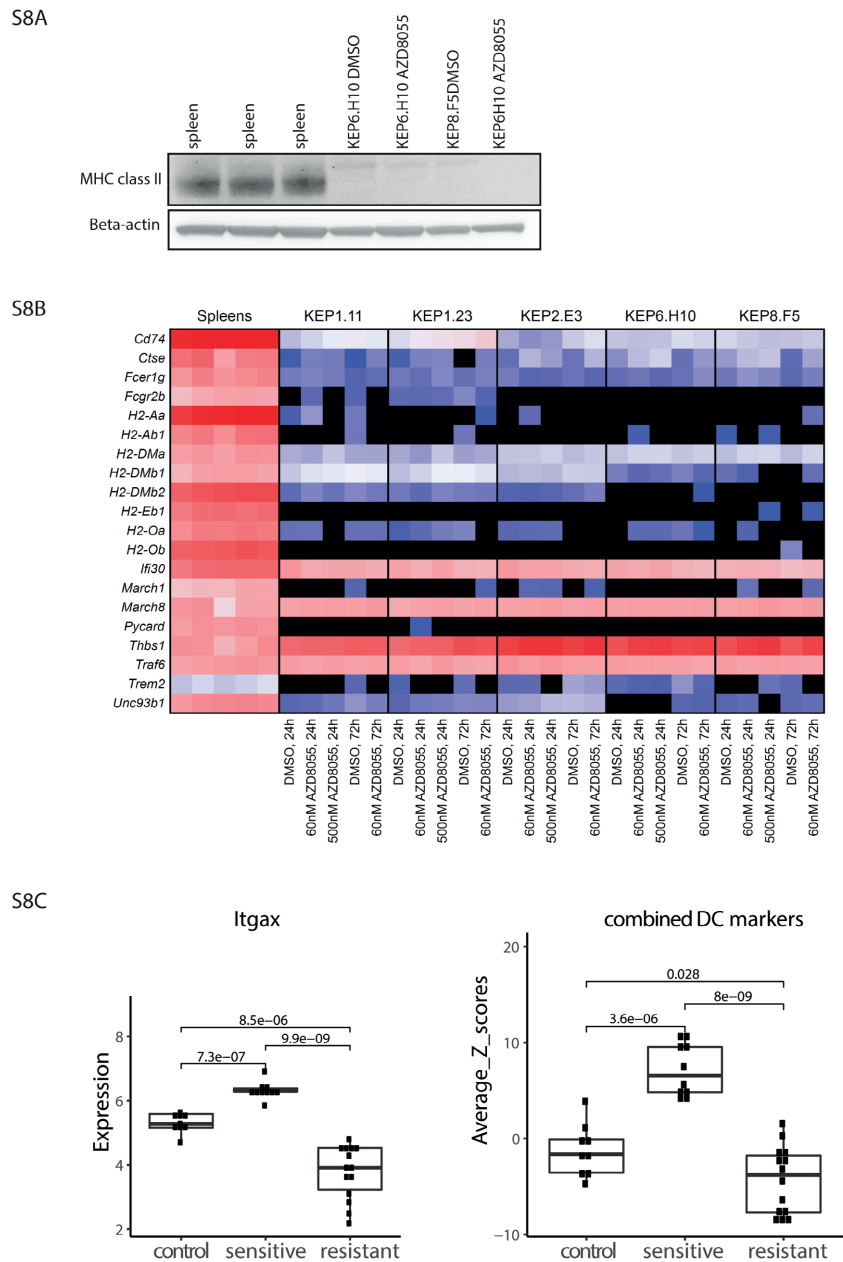 S8A
spleen
spleen
spleen
KEP6.H10 DMSO
KEP6.H10 AZD8055
KEP8.F5DMSO
KEP6H10 AZD8055
MHC class II
Beta-actin
S8B
Spleens KEP1.11 KEP1.23 KEP2.E3 KEP6.H10 KEP8.F5
Cd74
Ctse
Fcer1g
Fcgr2b
H2-Aa
H2-Ab1
H2-DMa
H2-DMb1
H2-DMb2
H2-Eb1
H2-Oa
H2-Ob
Ifi30
March1
March8
Pycard
Thbs1
Traf6
Trem2
Unc93b1
DMSO, 24h
60nM AZD8055, 24h
500nM AZD8055, 24h
DMSO, 72h
60nM AZD8055, 72h
DMSO, 24h
60nM AZD8055, 24h
500nM AZD8055, 24h
DMSO, 72h
60nM AZD8055, 72h
DMSO, 24h
60nM AZD8055, 24h
500nM AZD8055, 24h
DMSO, 72h
60nM AZD8055, 72h
DMSO, 24h
60nM AZD8055, 24h
500nM AZD8055, 24h
DMSO, 72h
60nM AZD8055, 72h
DMSO, 24h
60nM AZD8055, 24h
500nM AZD8055, 24h
DMSO, 72h
60nM AZD8055, 72h
S8C
Itgax
Expression
8
6
4
2
8.5e−06
9.9e−09
7.3e−07
control sensitive resistant
combined DC markers
Average_Z_scores
20
10
0
−10
0.028
8e−09
3.6e−06
control sensitive resistant